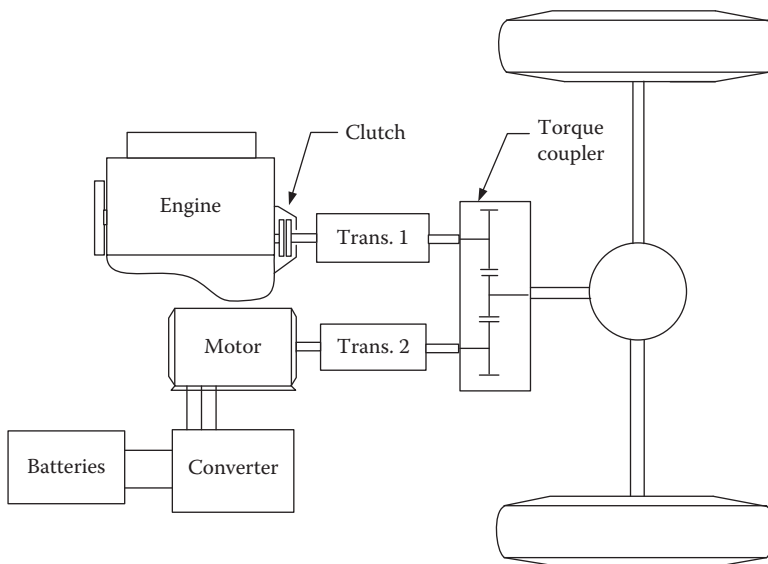 Clutch
Torque
coupler
Engine
Trans. 1
Motor
Trans. 2
Batteries
Converter